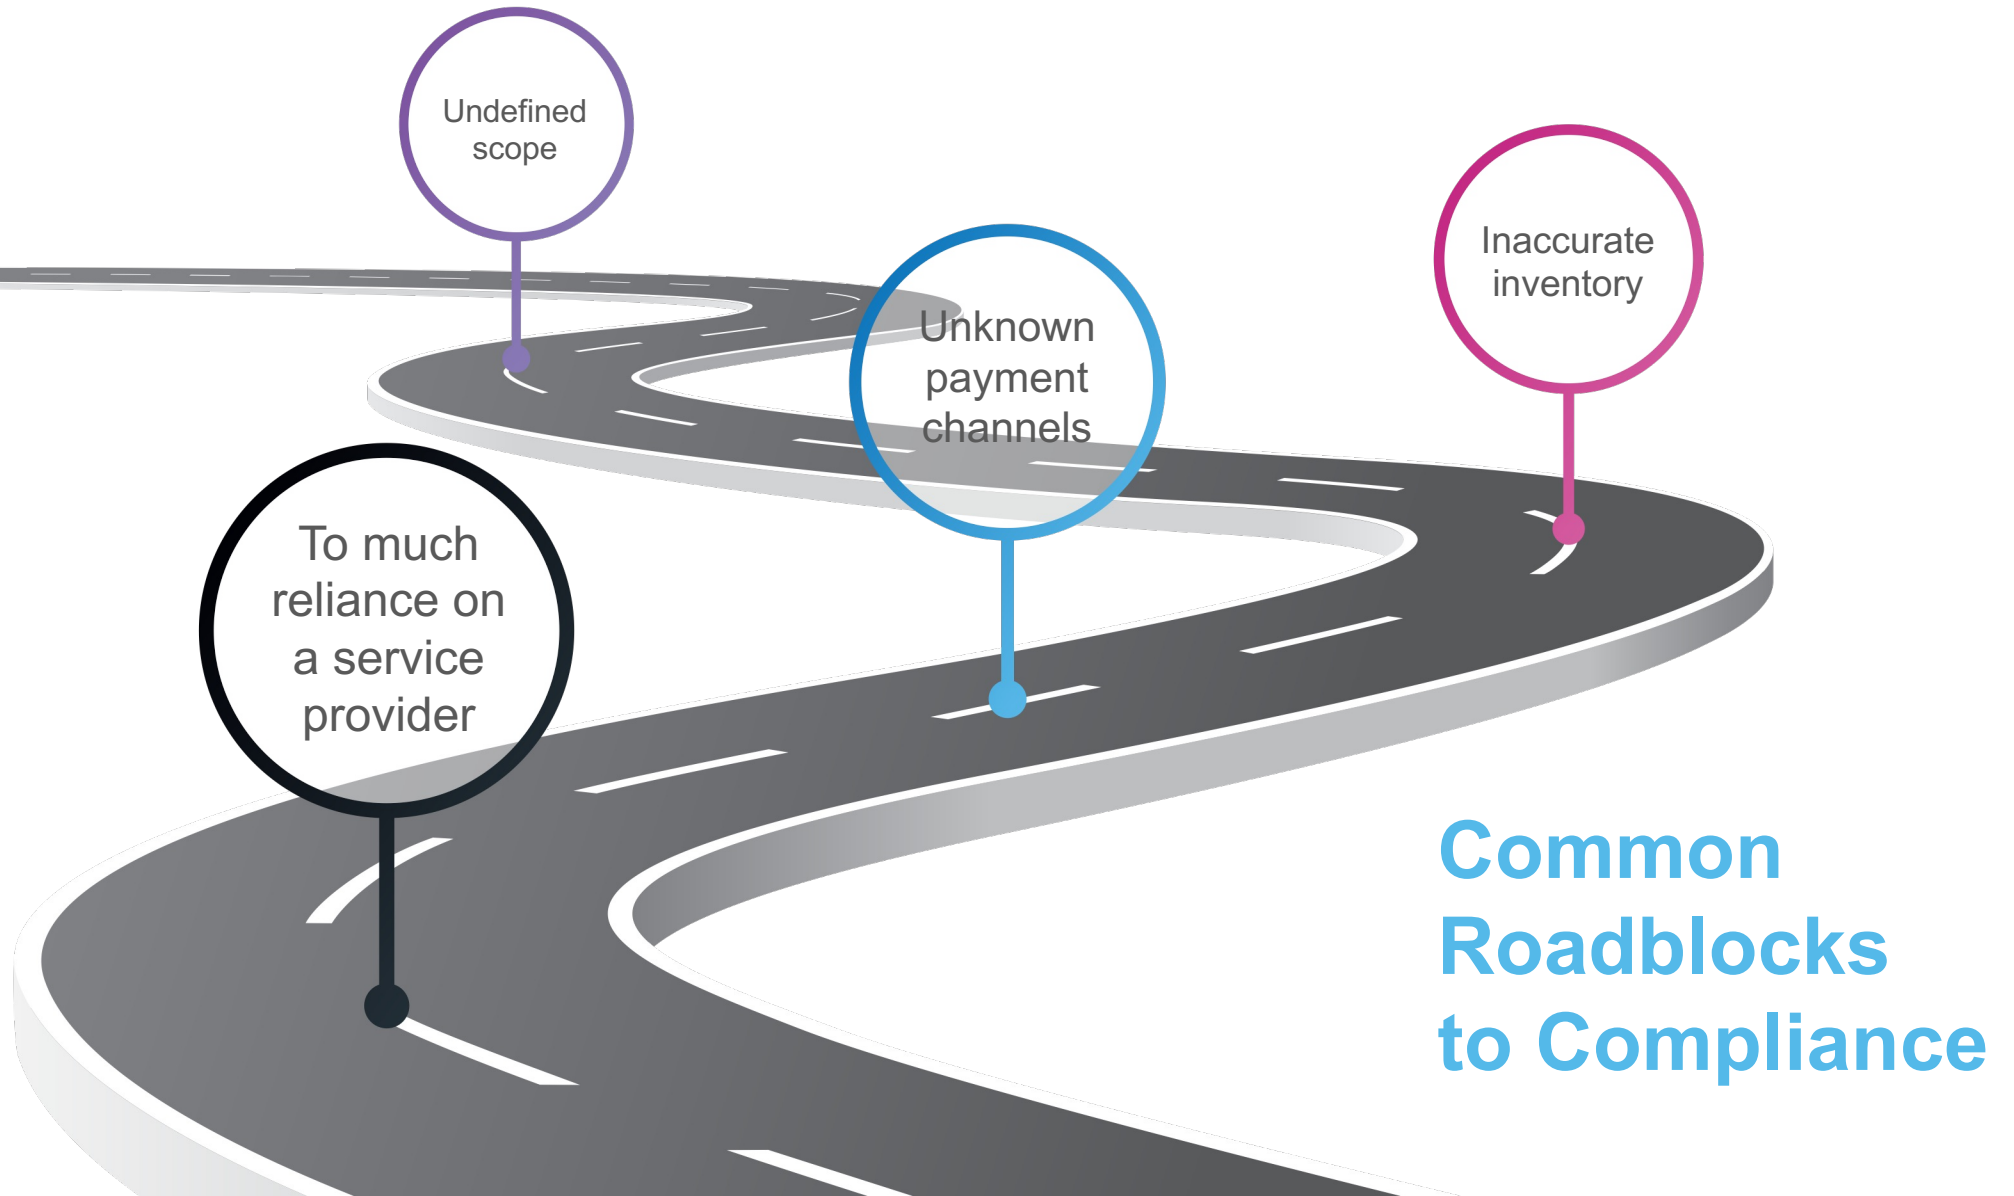 Undefined
scope
Inaccurate
inventory
Unknown
payment
channels
To much
reliance on
a service
provider
Common
Roadblocks
to Compliance